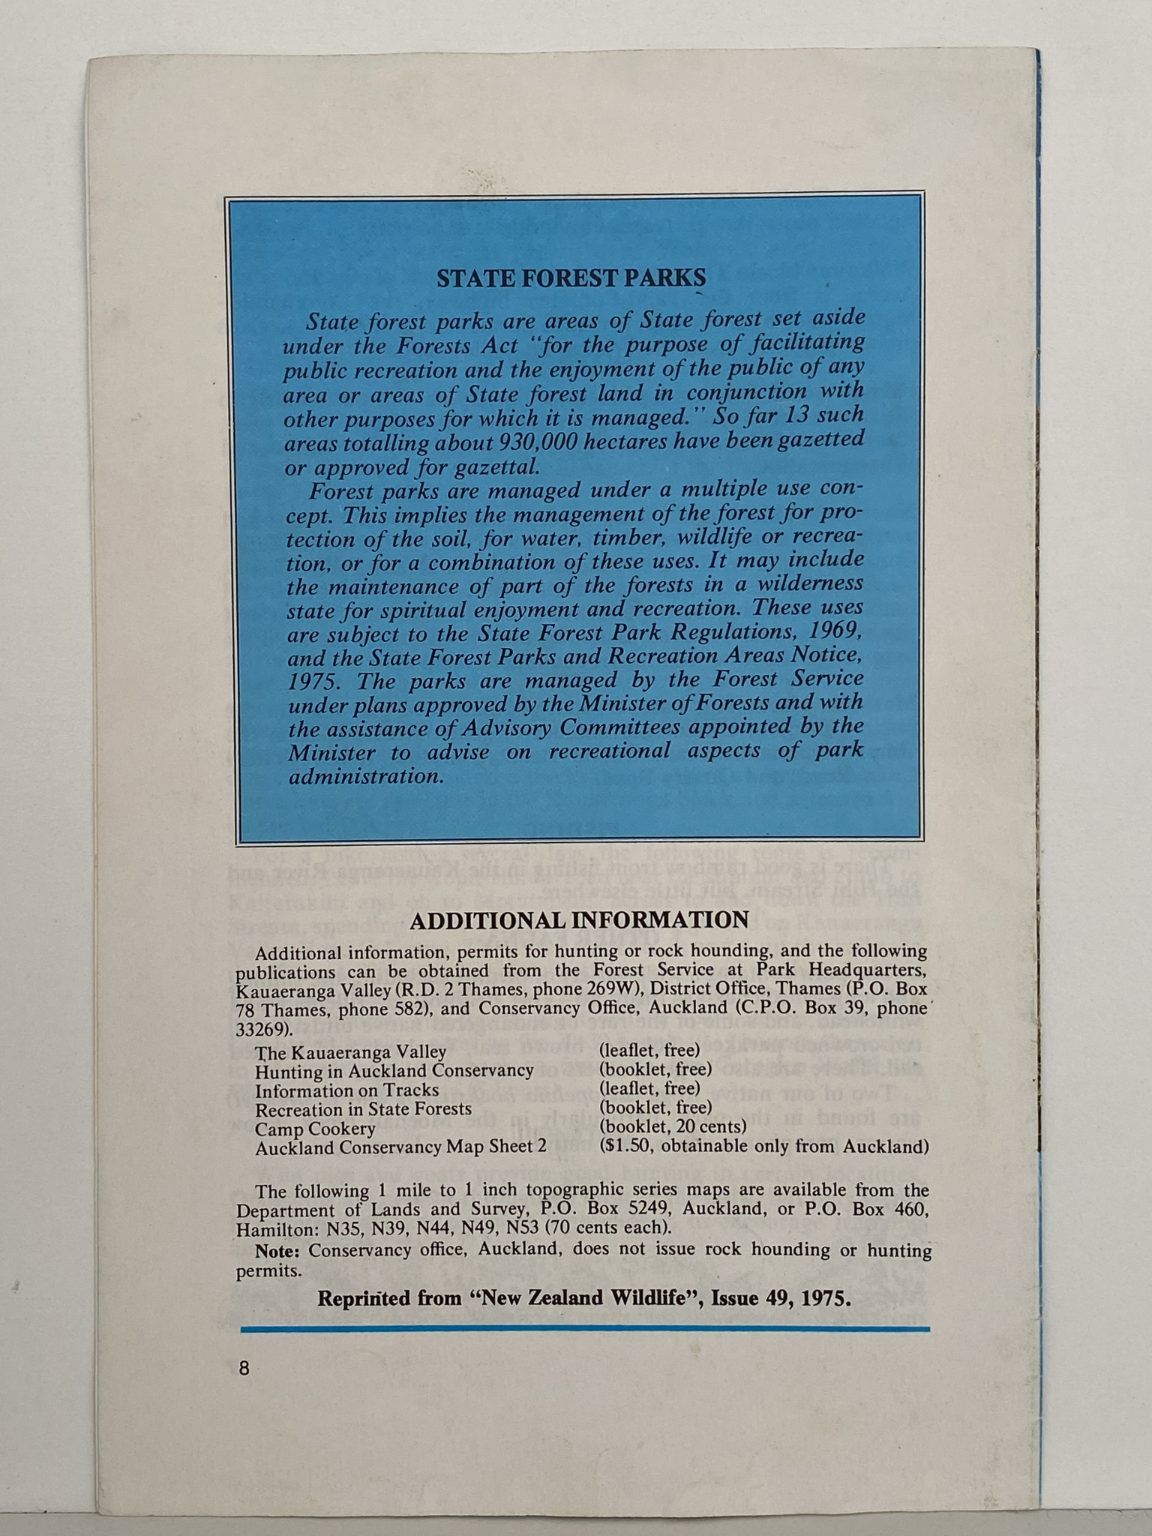 STATE FOREST PARKS
State forest parks are areas of State forest set aside
under the Forests Act "for the purpose of facilitating
public recreation and the enjoyment of the public of any
area or areas of State forest land in conjunction with
other purposes for which it is managed." So far 13 such
areas totalling about 930,000 hectares have been gazetted
or approved for gazettal.
Forest parks are managed under a multiple use con-
cept. This implies the management of the forest for pro-
tection of the soil, for water, timber, wildlife or recrea-
tion, or for a combination of these uses. It may include
the maintenance of part of the forests in a wilderness
state for spiritual enjoyment and recreation. These uses
are subject to the State Forest Park Regulations, 1969,
and the State Forest Parks and Recreation Areas Notice,
1975. The parks are managed by the Forest Service
under plans approved by the Minister of Forests and with
the assistance of Advisory Committees appointed by the
Minister to advise on recreational aspects of park
administration.
ADDITIONAL INFORMATION
Additional information, permits for hunting or rock hounding, and the following
publications can be obtained from the Forest Service at Park Headquarters,
Kauaeranga Valley (R.D. 2 Thames, phone 269W), District Office, Thames (P.O. Box
78 Thames, phone 582), and Conservancy Office, Auckland (C.P.O. Box 39, phone
33269).
The Kauaeranga Valley (leaflet, free)
Hunting in Auckland Conservancy (booklet, free)
Information on Tracks (leaflet, free)
Recreation in State Forests (booklet, free)
Camp Cookery (booklet, 20 cents)
Auckland Conservancy Map Sheet 2 ($1.50, obtainable only from Auckland)
The following 1 mile to 1 inch topographic series maps are available from the
Department of Lands and Survey, P.O. Box 5249, Auckland, or P.O. Box 460,
Hamilton: N35, N39, N44, N49, N53 (70 cents each).
Note: Conservancy office, Auckland, does not issue rock hounding or hunting
permits.
Reprinted from "New Zealand Wildlife", Issue 49, 1975.
8